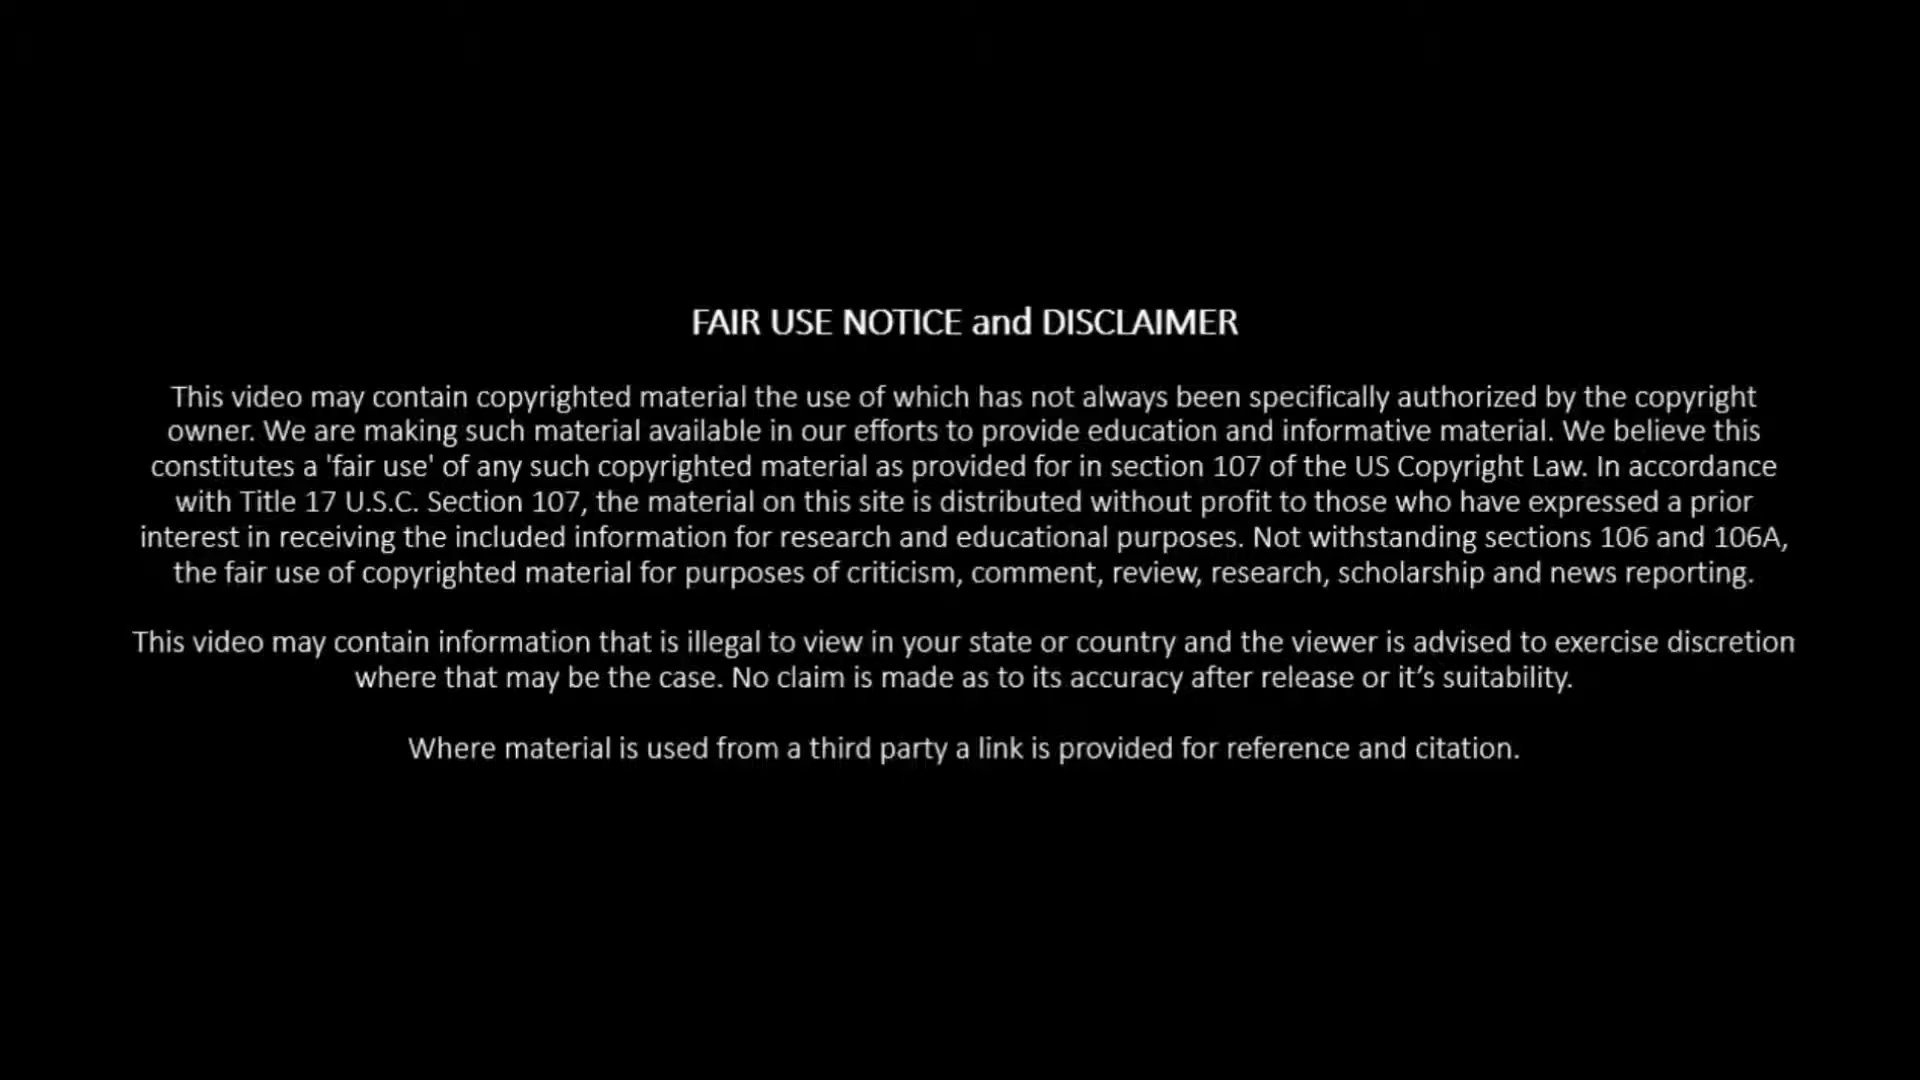 FAIR USE NOTICE and DISCLAIMER
This video may contain copyrighted material the use of which has not always been specifically authorized by the copyright
owner. We are making such material available in our efforts to provide education and informative material. We believe this
constitutes a 'fair use' of any such copyrighted material as provided for in section 107 of the US Copyright Law. In accordance
with Title 17 U.S.C. Section 107, the material on this site is distributed without profit to those who have expressed a prior
interest in receiving the included information for research and educational purposes. Not withstanding sections 106 and 106A,
the fair use of copyrighted material for purposes of criticism, comment, review, research, scholarship and news reporting.
This video may contain information that is illegal to view in your state or country and the viewer is advised to exercise discretion
where that may be the case. No claim is made as to its accuracy after release or it’s suitability.
Where material is used from a third party a link is provided for reference and citation.